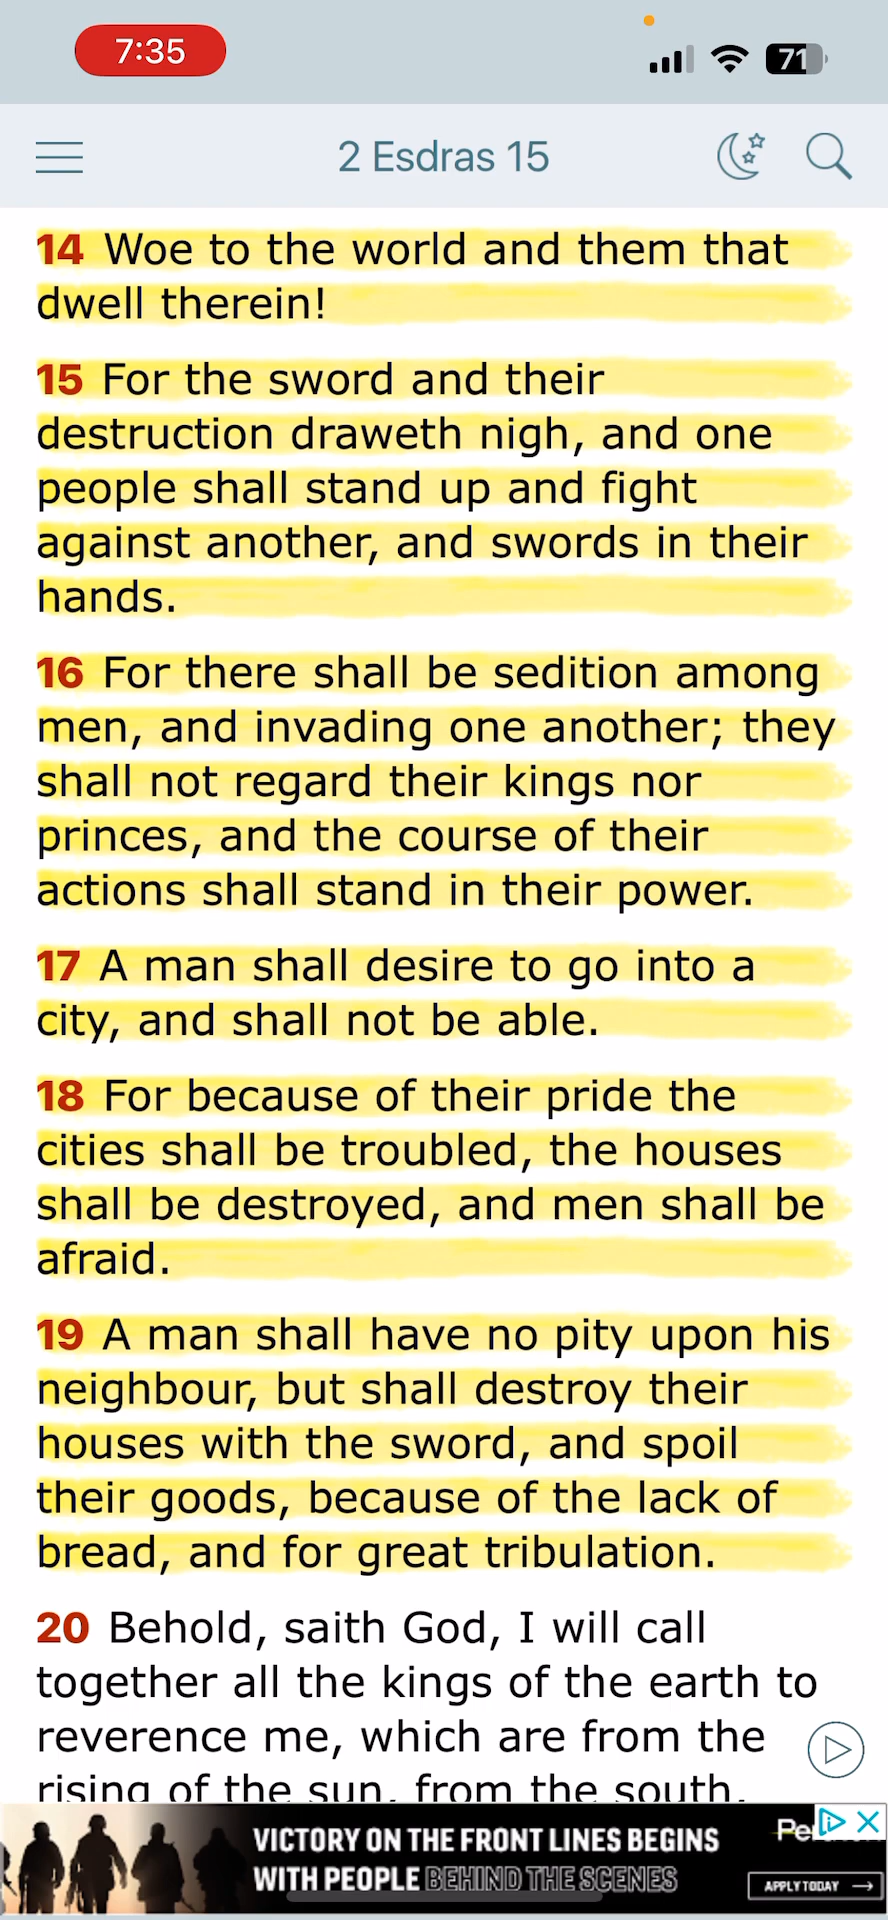 7:35
71
2 Esdras 15
14 Woe to the world and them that
dwell therein!
15 For the sword and their
destruction draweth nigh, and one
people shall stand up and fight
against another, and swords in their
hands.
16 For there shall be sedition among
men, and invading one another; they
shall not regard their kings nor
princes, and the course of their
actions shall stand in their power.
17 A man shall desire to go into a
city, and shall not be able.
18 For because of their pride the
cities shall be troubled, the houses
shall be destroyed, and men shall be
afraid.
19 A man shall have no pity upon his
neighbour, but shall destroy their
houses with the sword, and spoil
their goods, because of the lack of
bread, and for great tribulation.
20 Behold, saith God, I will call
together all the kings of the earth to
reverence me, which are from the
rising of the sun, from the south,
VICTORY ON THE FRONT LINES BEGINS
WITH PEOPLE BEHIND THE SCENES
APPLY TODAY